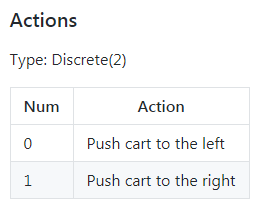 Actions
Type: Discrete(2)
Num Action
0 Push cart to the left
1 Push cart to the right